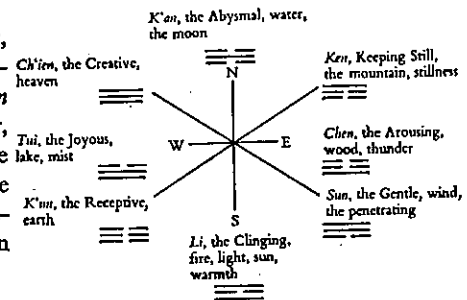 K'an, the Abysmal, water,
the moon
N
Ch'ien, the Creative,
heaven
Ken, Keeping Still,
the mountain, stillness
Tui, the Joyous,
lake, mist
W
E
Chen, the Arousing,
wood, thunder
K'un, the Receptive,
earth
Sun, the Gentle, wind,
the penetrating
S
Li, the Clinging,
fire, light, sun,
warmth